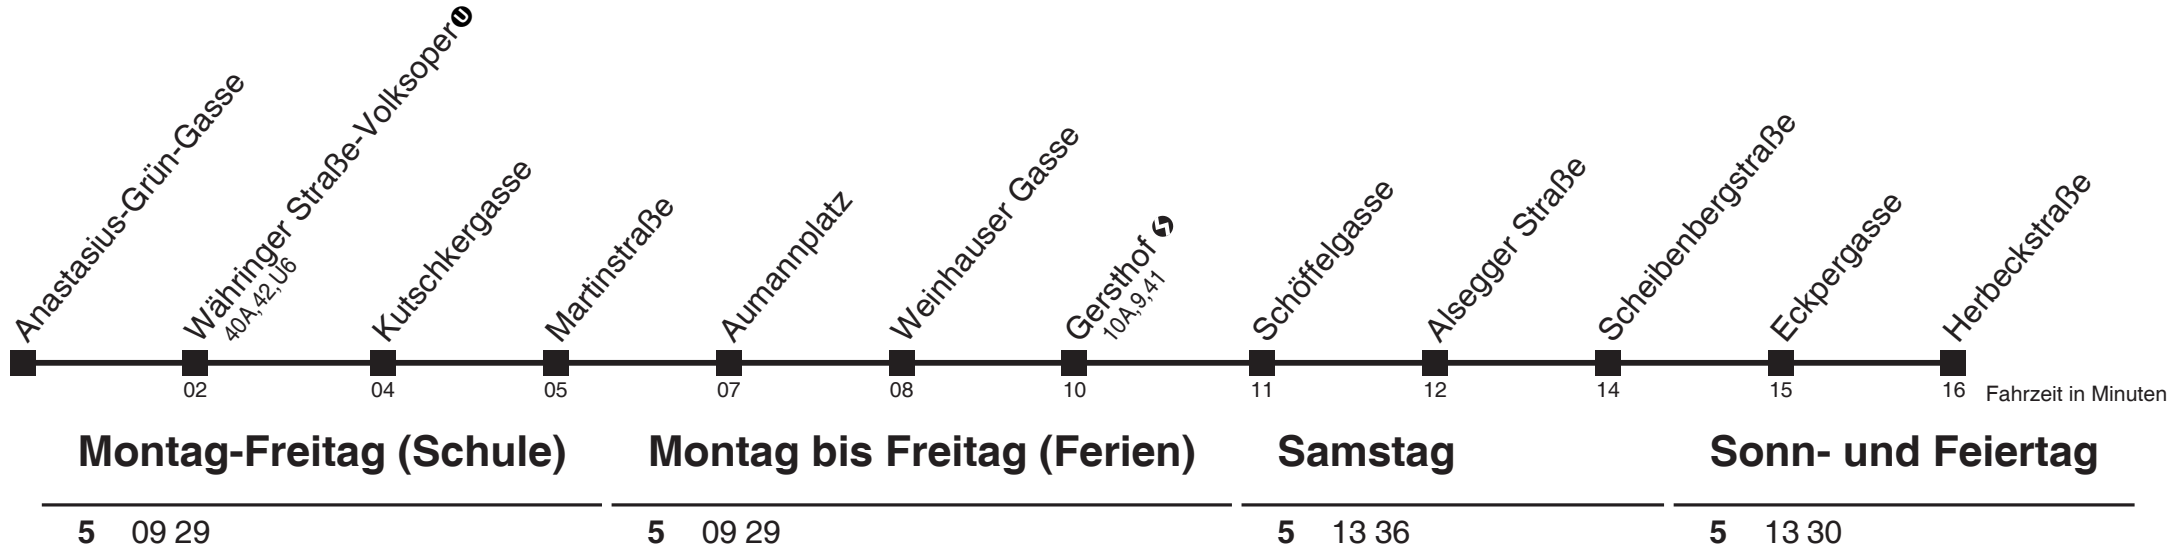 Anastasius-Grün-Gasse
Währinger Straße-Volksoper U
40A,42,U6
Kutschkergasse
Martinstraße
Aumannplatz
Weinhauser Gasse
Gersthof
10A,9,41
Schöffelgasse
Alsegger Straße
Scheibenbergstraße
Eckpergasse
Herbeckstraße
02 04 05 07 08 10 11 12 14 15 16 Fahrzeit in Minuten
Montag-Freitag (Schule) Montag bis Freitag (Ferien) Samstag Sonn- und Feiertag
5 09 29 5 09 29 5 13 36 5 13 30